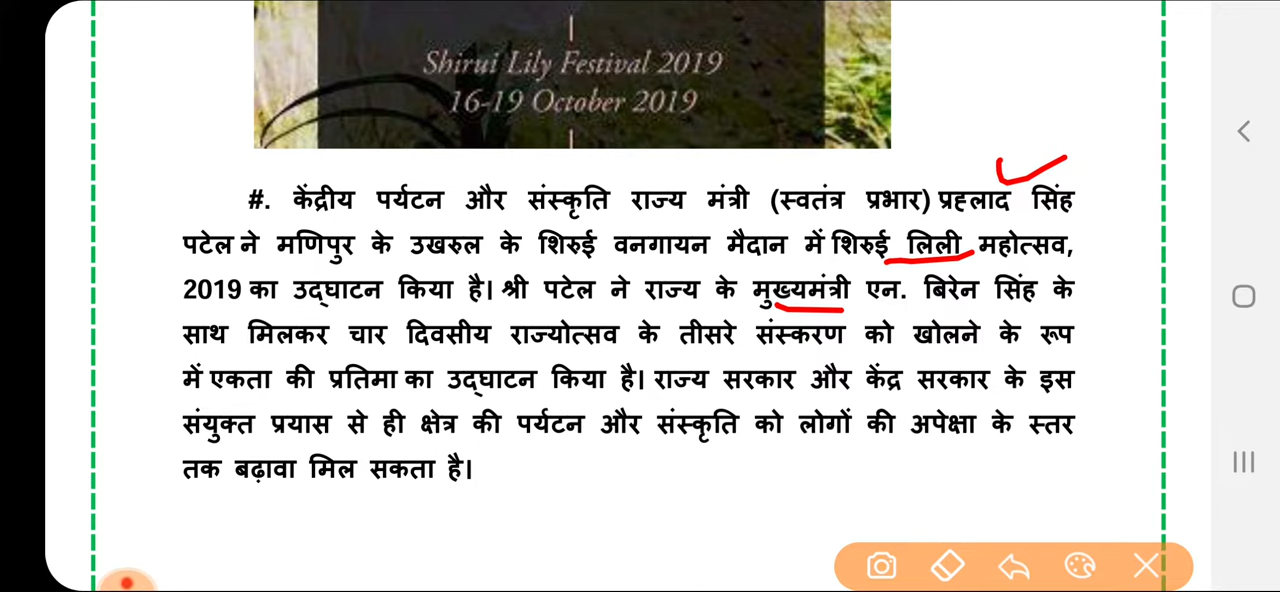 Shirui Lily Festival 2019
16-19 October 2019
#. केंद्रीय पर्यटन और संस्कृति राज्य मंत्री (स्वतंत्र प्रभार) प्रह्लाद सिंह
पटेल ने मणिपुर के उखरुल के शिरुई वनगायन मैदान में शिरुई लिली महोत्सव,
2019 का उद्घाटन किया है। श्री पटेल ने राज्य के मुख्यमंत्री एन. बिरेन सिंह के
साथ मिलकर चार दिवसीय राज्योत्सव के तीसरे संस्करण को खोलने के रूप
में एकता की प्रतिमा का उद्घाटन किया है। राज्य सरकार और केंद्र सरकार के इस
संयुक्त प्रयास से ही क्षेत्र की पर्यटन और संस्कृति को लोगों की अपेक्षा के स्तर
तक बढ़ावा मिल सकता है।